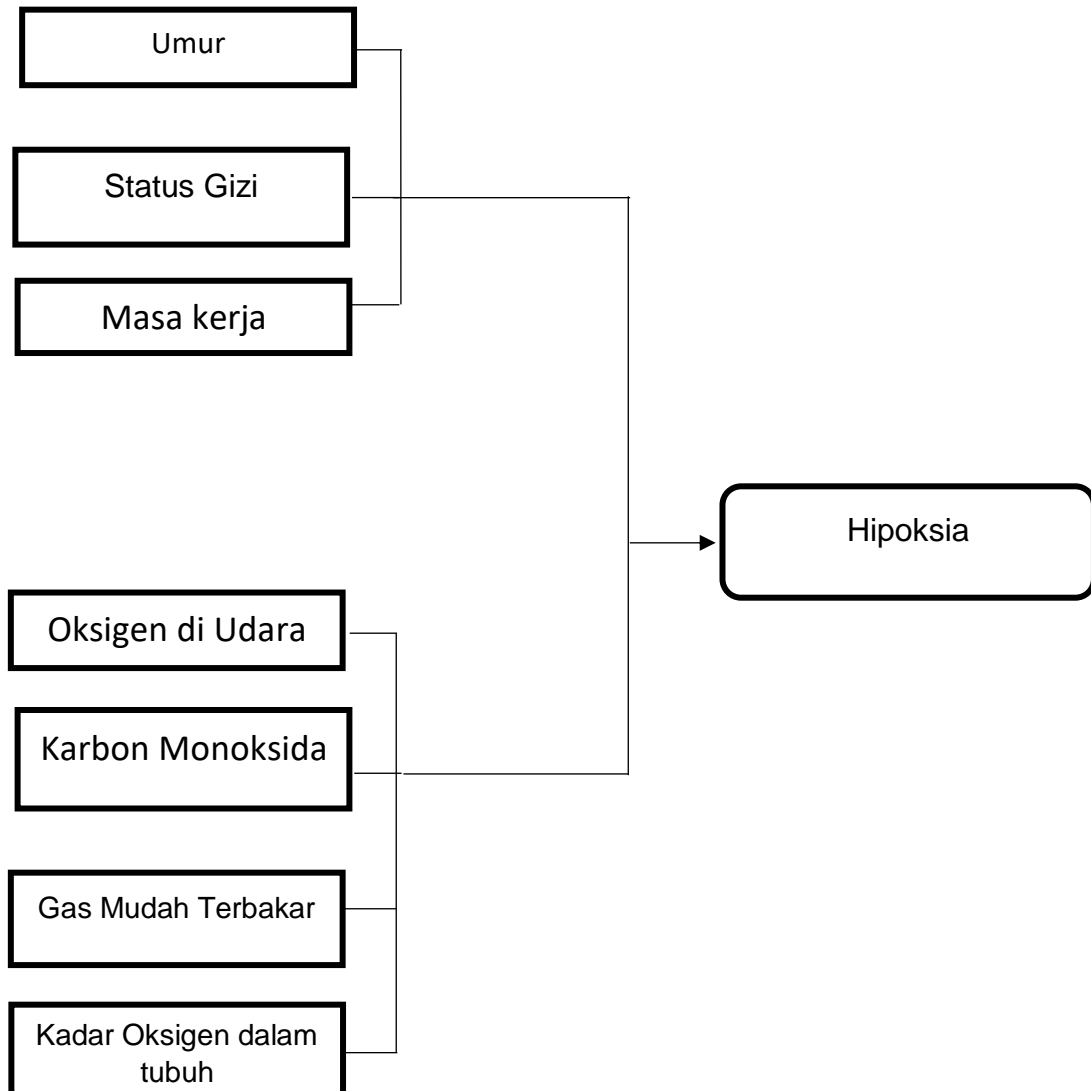 Umur
Status Gizi
Masa kerja
Hipoksia
Oksigen di Udara
Karbon Monoksida
Gas Mudah Terbakar
Kadar Oksigen dalam
tubuh